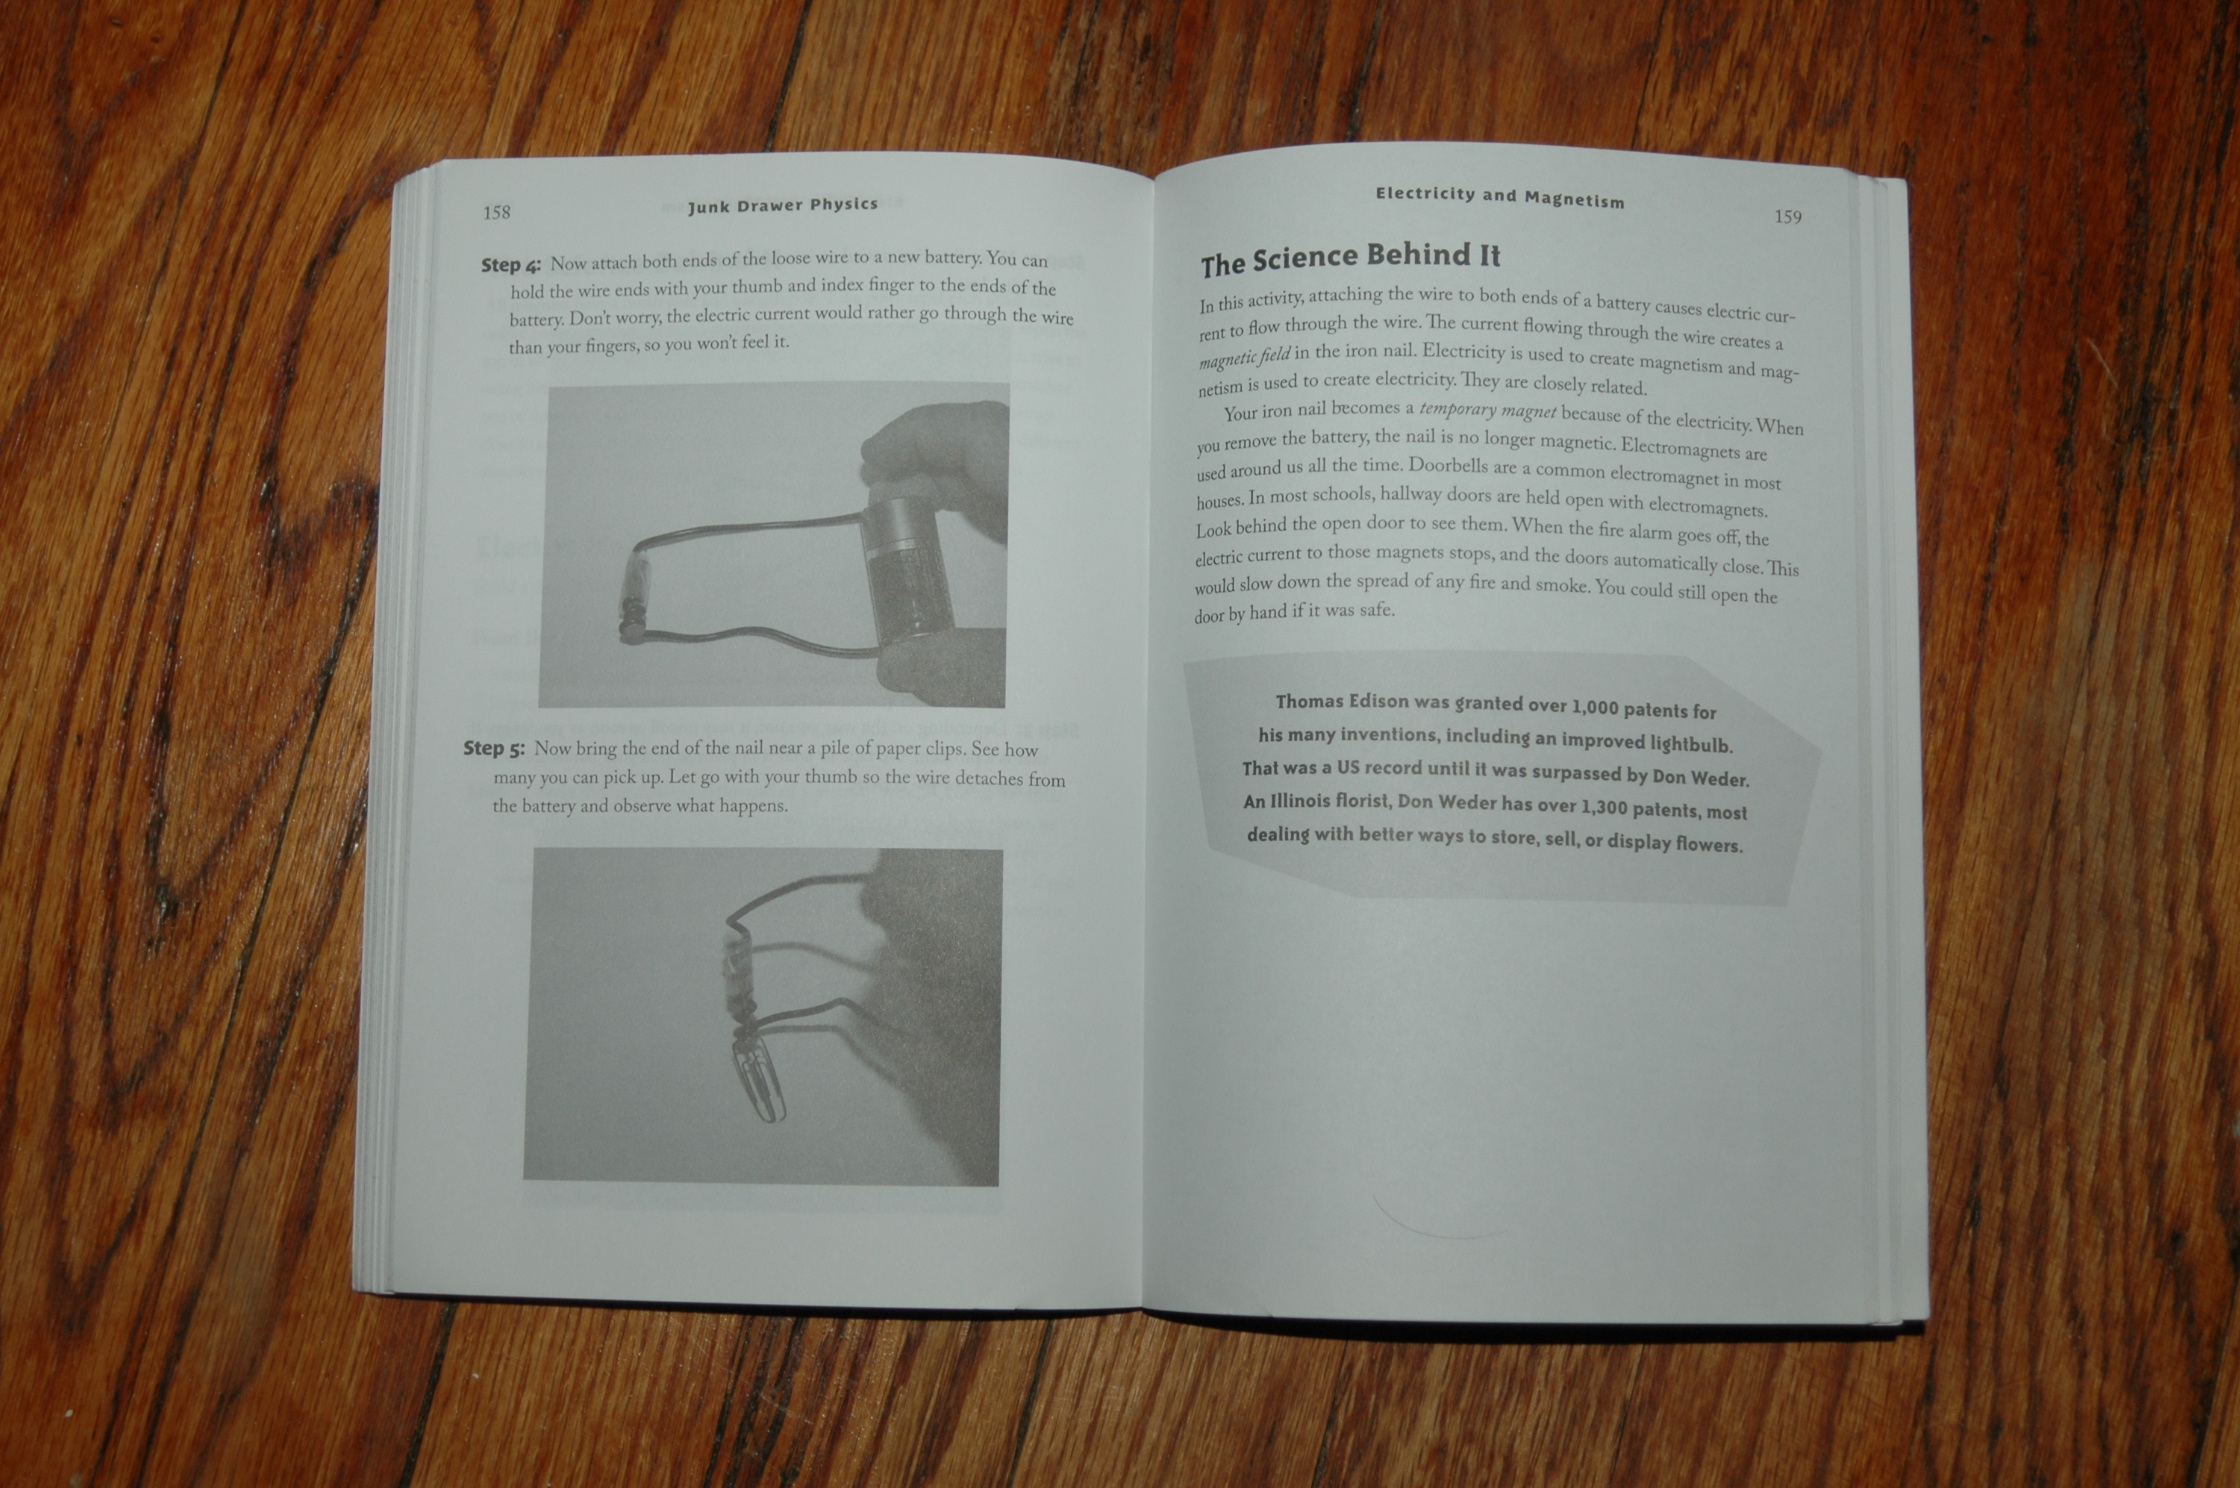 158
Junk Drawer Physics
Step 4: Now attach both ends of the loose wire to a new battery. You can
hold the wire ends with your thumb and index finger to the ends of the
battery. Don't worry, the electric current would rather go through the wire
than your fingers, so you won't feel it.
Step 5: Now bring the end of the nail near a pile of paper clips. See how
many you can pick up. Let go with your thumb so the wire detaches from
the battery and observe what happens.
Electricity and Magnetism
159
The Science Behind It
In this activity, attaching the wire to both ends of a battery causes electric cur-
rent to flow through the wire. The current flowing through the wire creates a
magnetic field in the iron nail. Electricity is used to create magnetism and mag-
netism is used to create electricity. They are closely related.
Your iron nail becomes a temporary magnet because of the electricity. When
you remove the battery, the nail is no longer magnetic. Electromagnets are
used around us all the time. Doorbells are a common electromagnet in most
houses. In most schools, hallway doors are held open with electromagnets.
Look behind the open door to see them. When the fire alarm goes off, the
electric current to those magnets stops, and the doors automatically close. This
would slow down the spread of any fire and smoke. You could still open the
door by hand if it was safe.
Thomas Edison was granted over 1,000 patents for
his many inventions, including an improved lightbulb.
That was a US record until it was surpassed by Don Weder.
An Illinois florist, Don Weder has over 1,300 patents, most
dealing with better ways to store, sell, or display flowers.